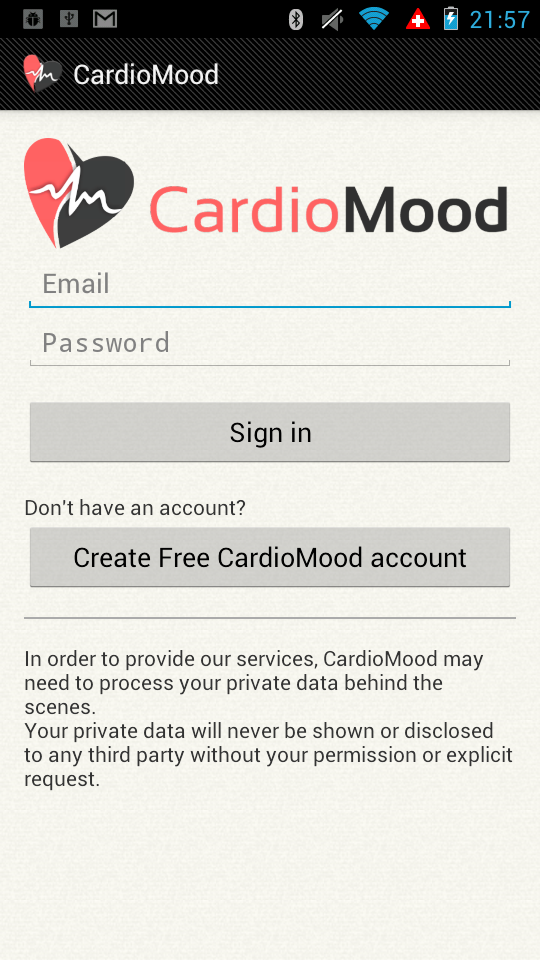 21:57
CardioMood
CardioMood
Email
Password
Sign in
Don't have an account?
Create Free CardioMood account
In order to provide our services, CardioMood may
need to process your private data behind the
scenes.
Your private data will never be shown or disclosed
to any third party without your permission or explicit
request.